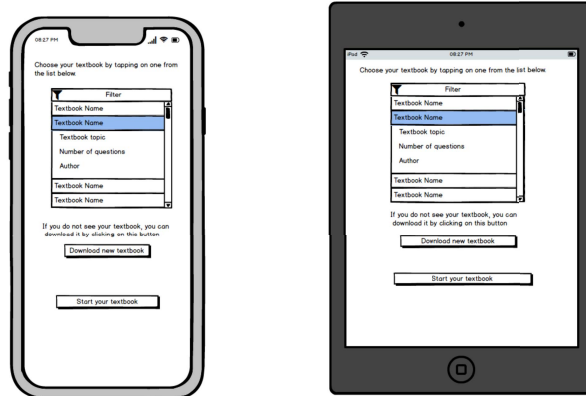 08:27 PM
Choose your textbook by tapping on one from
the list below.
Filter
Textbook Name
Textbook Name
Textbook topic
Number of questions
Author
Textbook Name
Textbook Name
If you do not see your textbook, you can
download it by clicking on this button
Download new textbook
Start your textbook
iPad
08:27 PM
Choose your textbook by tapping on one from the list below.
Filter
Textbook Name
Textbook Name
Textbook topic
Number of questions
Author
Textbook Name
Textbook Name
If you do not see your textbook, you can
download it by clicking on this button
Download new textbook
Start your textbook